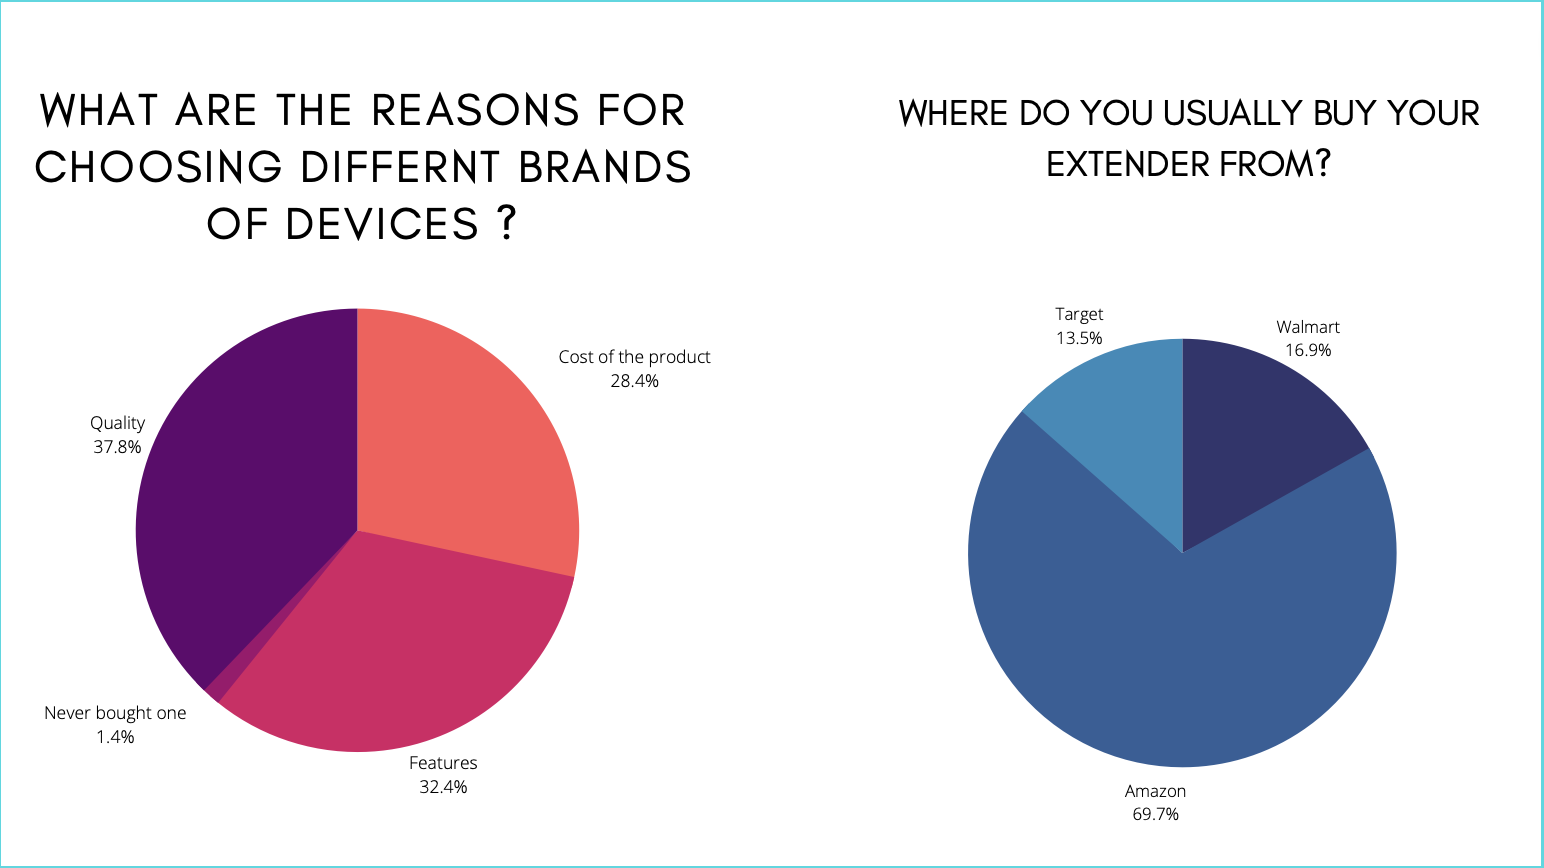 WHAT ARE THE REASONS FOR
CHOOSING DIFFERNT BRANDS
OF DEVICES ?
Cost of the product
28.4%
Quality
37.8%
Never bought one
1.4%
Features
32.4%
WHERE DO YOU USUALLY BUY YOUR
EXTENDER FROM?
Target
13.5%
Walmart
16.9%
Amazon
69.7%